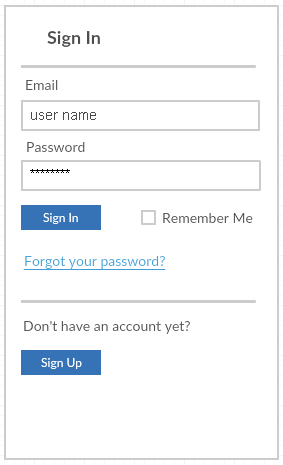 Sign In
Email
user name
Password
********
Sign In
Remember Me
Forgot your password?
Don't have an account yet?
Sign Up